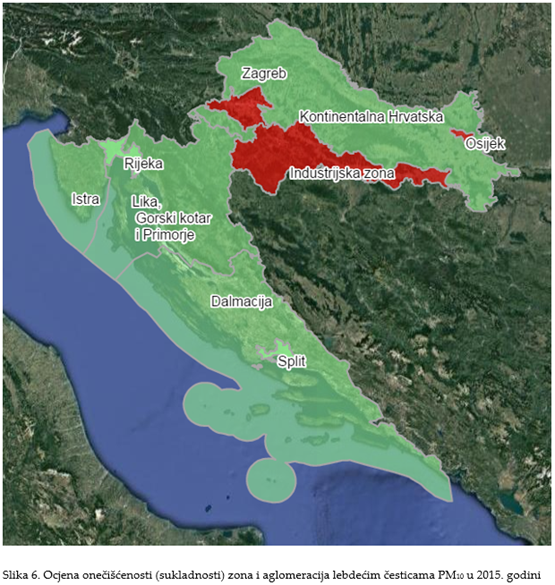 Zagreb
Kontinentalna Hrvatska
Osijek
Industrijska zona
Rijeka
Istra
Lika,
Gorski kotar
i Primorje
Dalmacija
Split
Slika 6. Ocjena onečišćenosti (sukladnosti) zona i aglomeracija lebdećim česticama PM₁₀ u 2015. godini